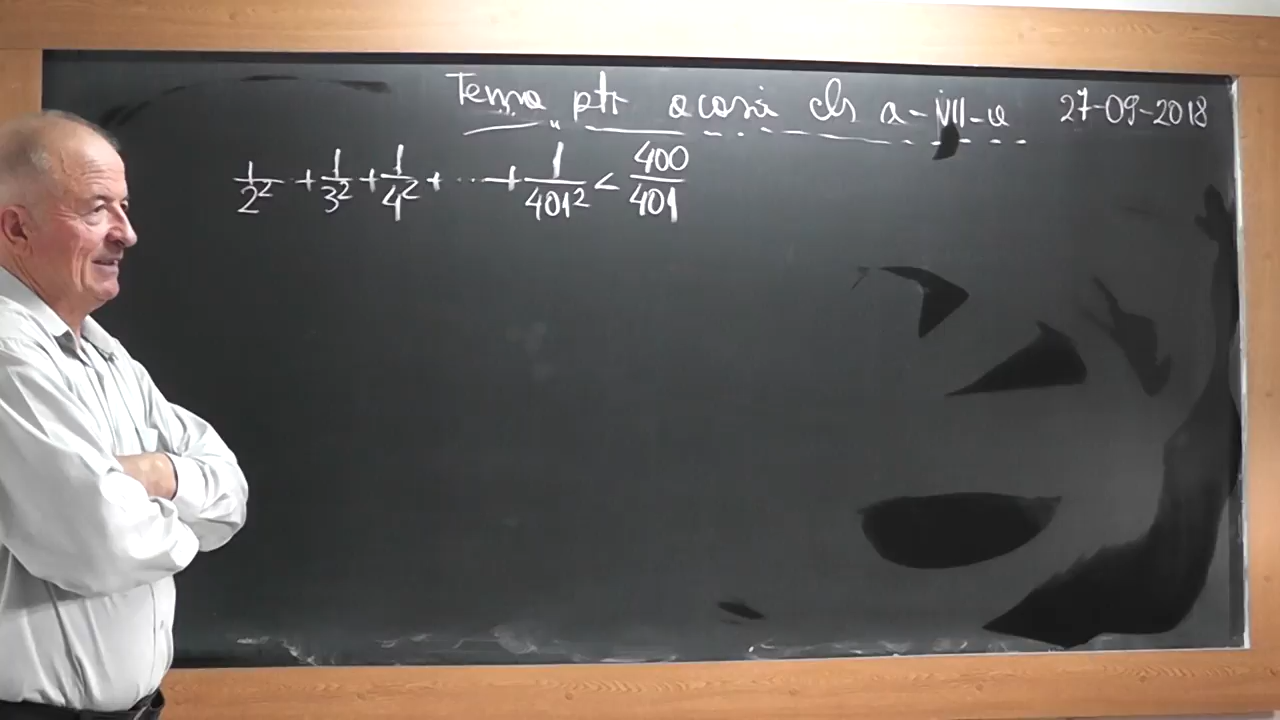 Tema ptr acasă cls a-VII-a 27-09-2018
1/2² + 1/3² + 1/4² + ... + 1/401² < 400/401